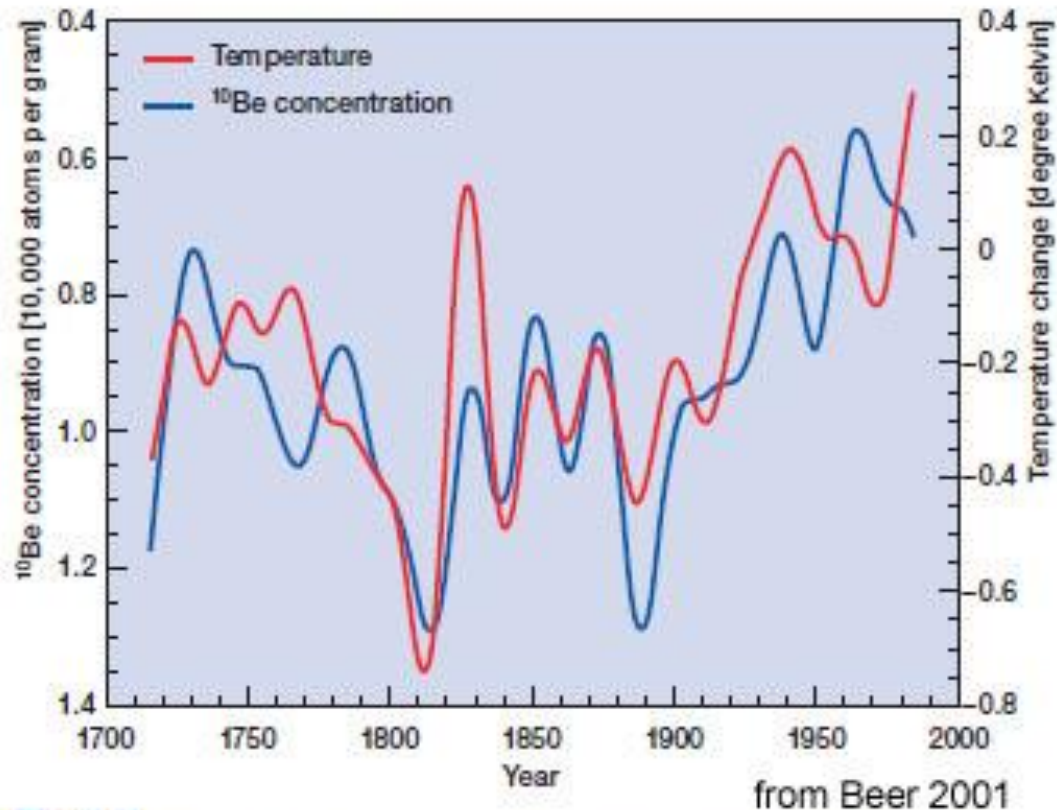 ¹⁰Be concentration [10,000 atoms per gram]
0.4
0.6
0.8
1.0
1.2
1.4
Temperature
¹⁰Be concentration
0.4
0.2
0
-0.2
-0.4
-0.6
-0.8
Temperature change [degree Kelvin]
1700 1750 1800 1850 1900 1950 2000
Year
from Beer 2001